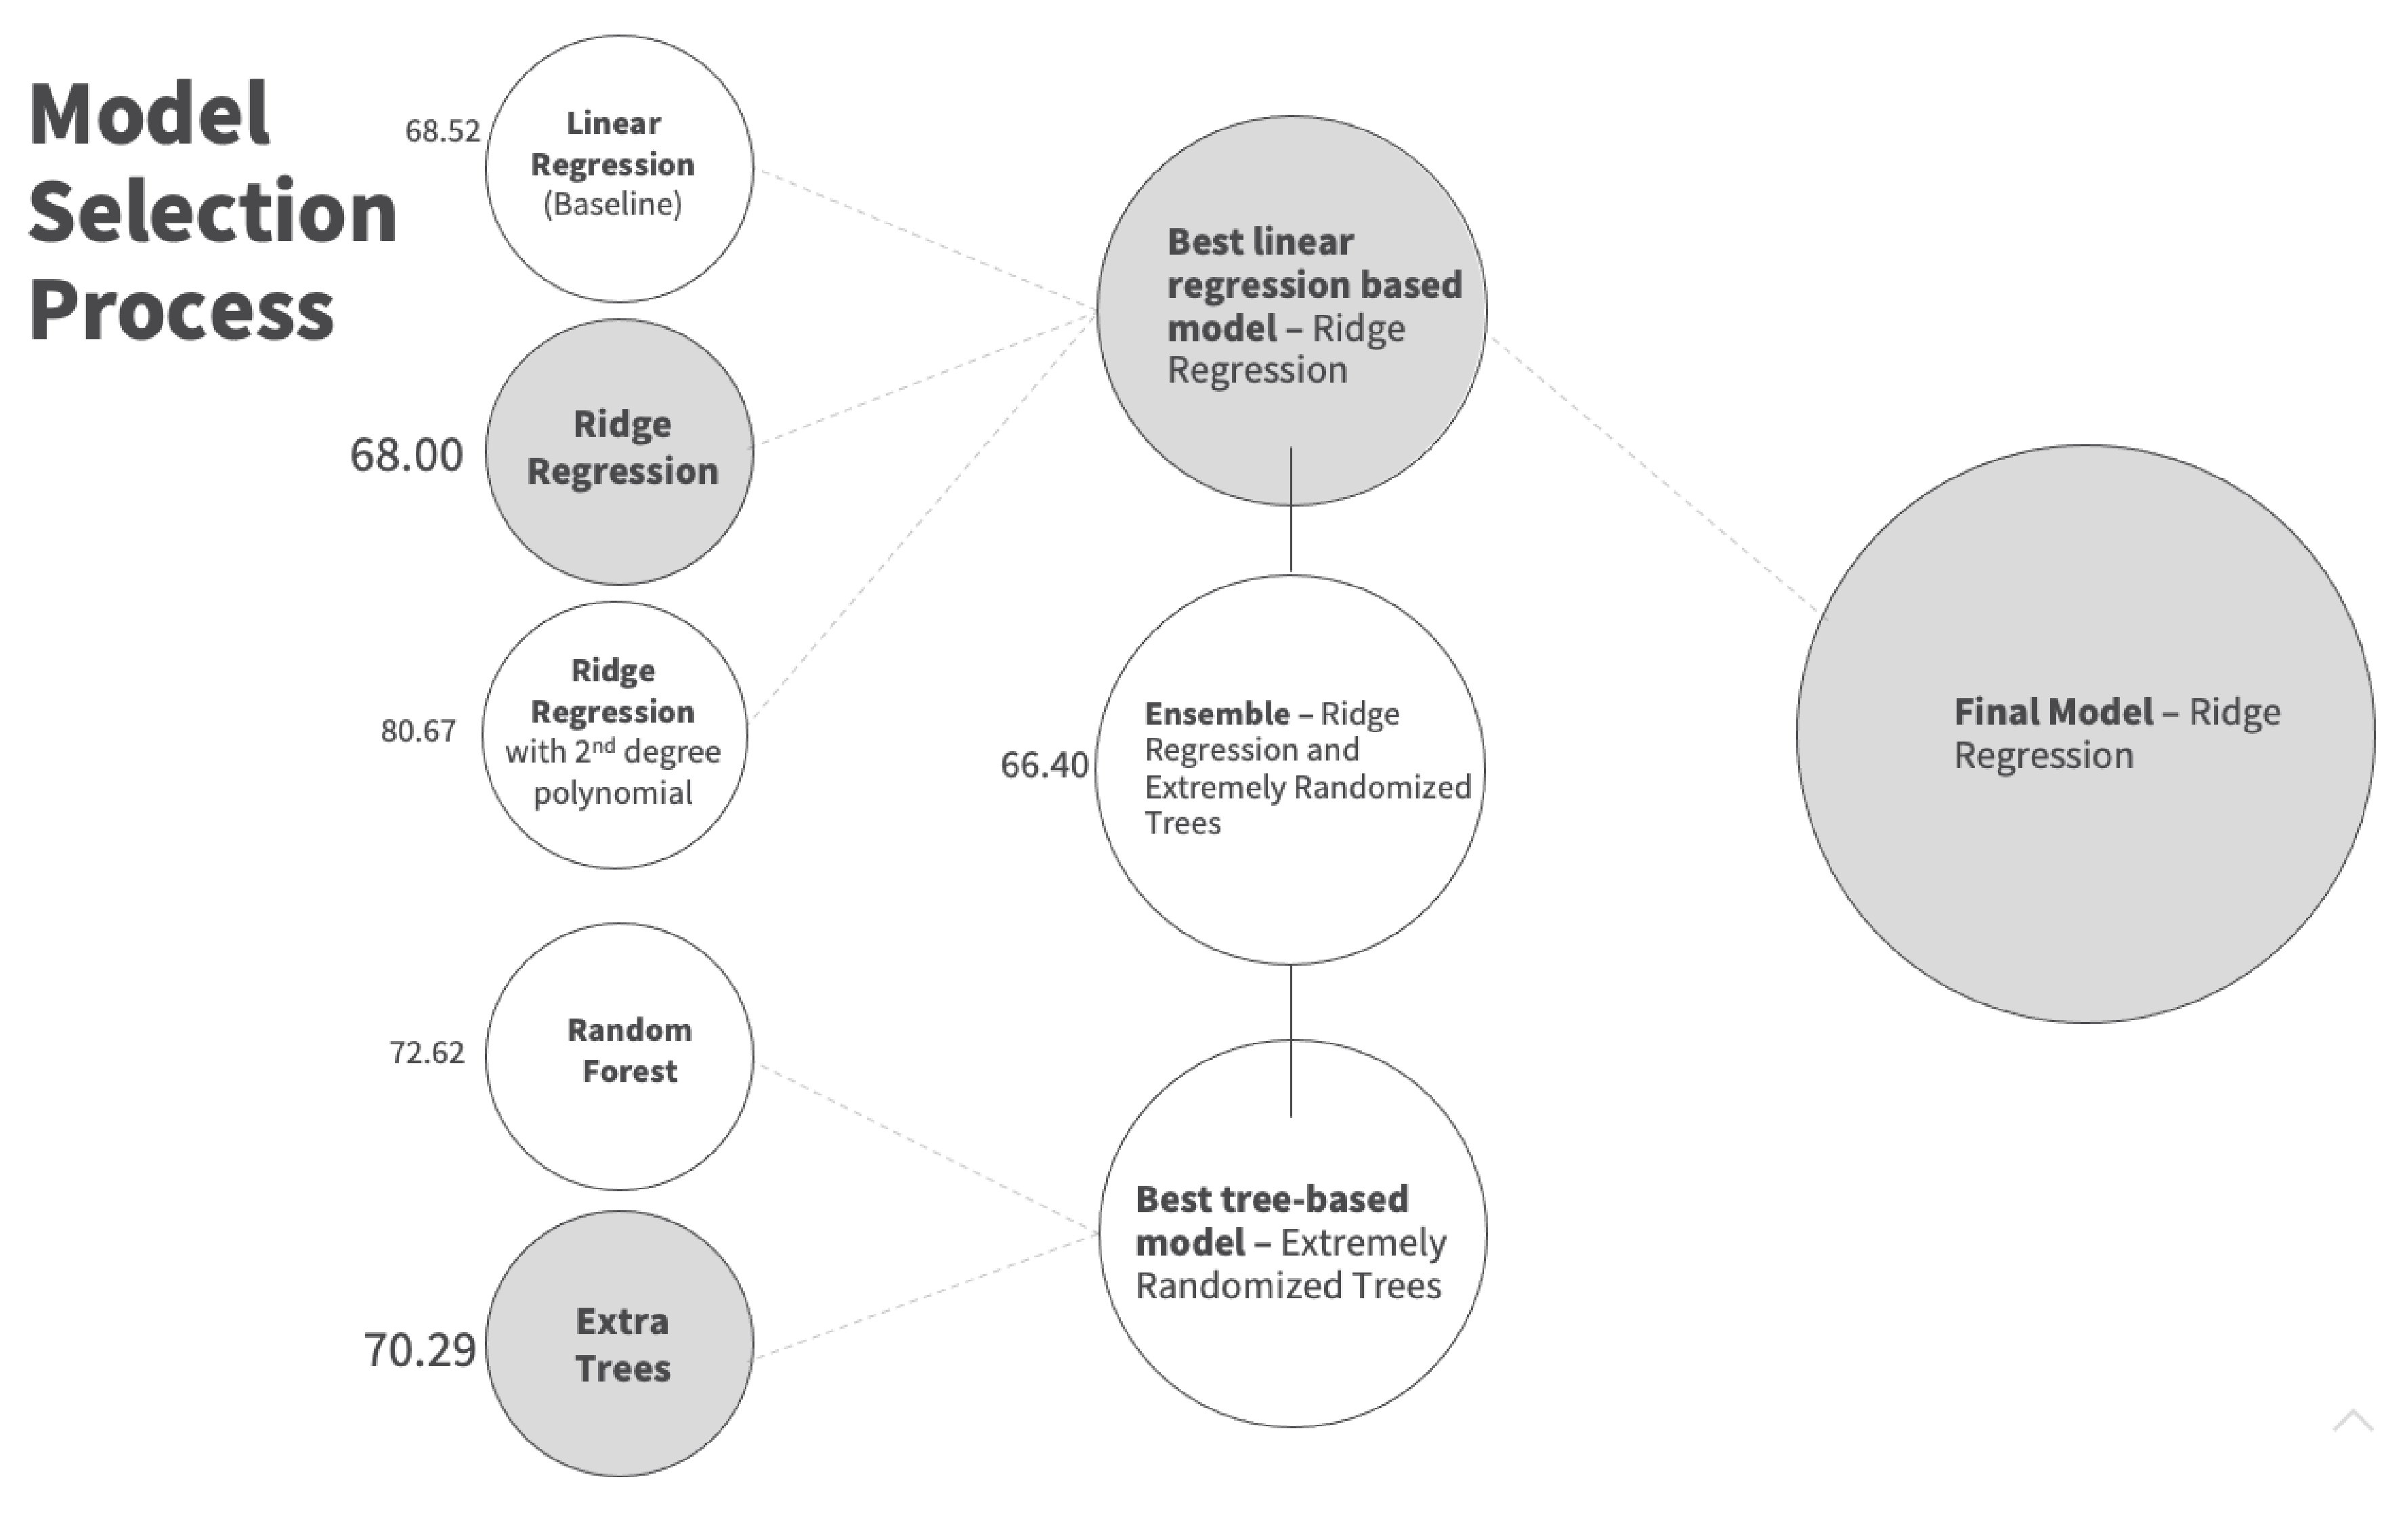 Model
Selection
Process
68.52
Linear
Regression
(Baseline)
68.00
Ridge
Regression
80.67
Ridge
Regression
with 2nd degree
polynomial
72.62
Random
Forest
70.29
Extra
Trees
Best linear
regression based
model – Ridge
Regression
66.40
Ensemble – Ridge
Regression and
Extremely Randomized
Trees
Best tree-based
model – Extremely
Randomized Trees
Final Model – Ridge
Regression